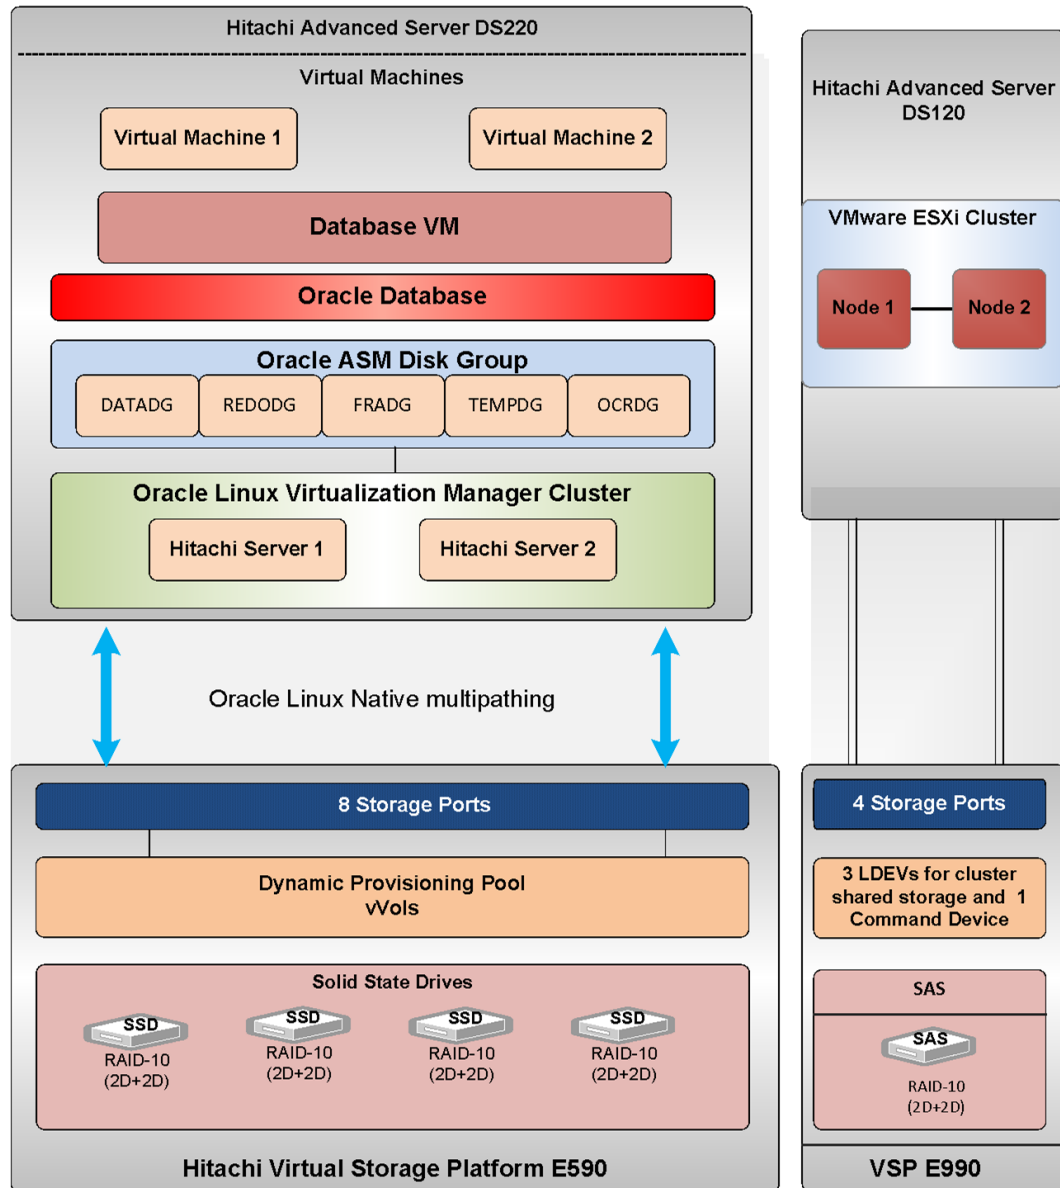 Hitachi Advanced Server DS220
Virtual Machines
Virtual Machine 1
Virtual Machine 2
Database VM
Oracle Database
Oracle ASM Disk Group
DATADG
REDODG
FRADG
TEMPDG
OCRDG
Oracle Linux Virtualization Manager Cluster
Hitachi Server 1
Hitachi Server 2
Oracle Linux Native multipathing
8 Storage Ports
Dynamic Provisioning Pool
vVols
Solid State Drives
SSD
RAID-10
(2D+2D)
SSD
RAID-10
(2D+2D)
SSD
RAID-10
(2D+2D)
SSD
RAID-10
(2D+2D)
Hitachi Virtual Storage Platform E590
Hitachi Advanced Server
DS120
VMware ESXi Cluster
Node 1
Node 2
4 Storage Ports
3 LDEVs for cluster
shared storage and 1
Command Device
SAS
SAS
RAID-10
(2D+2D)
VSP E990